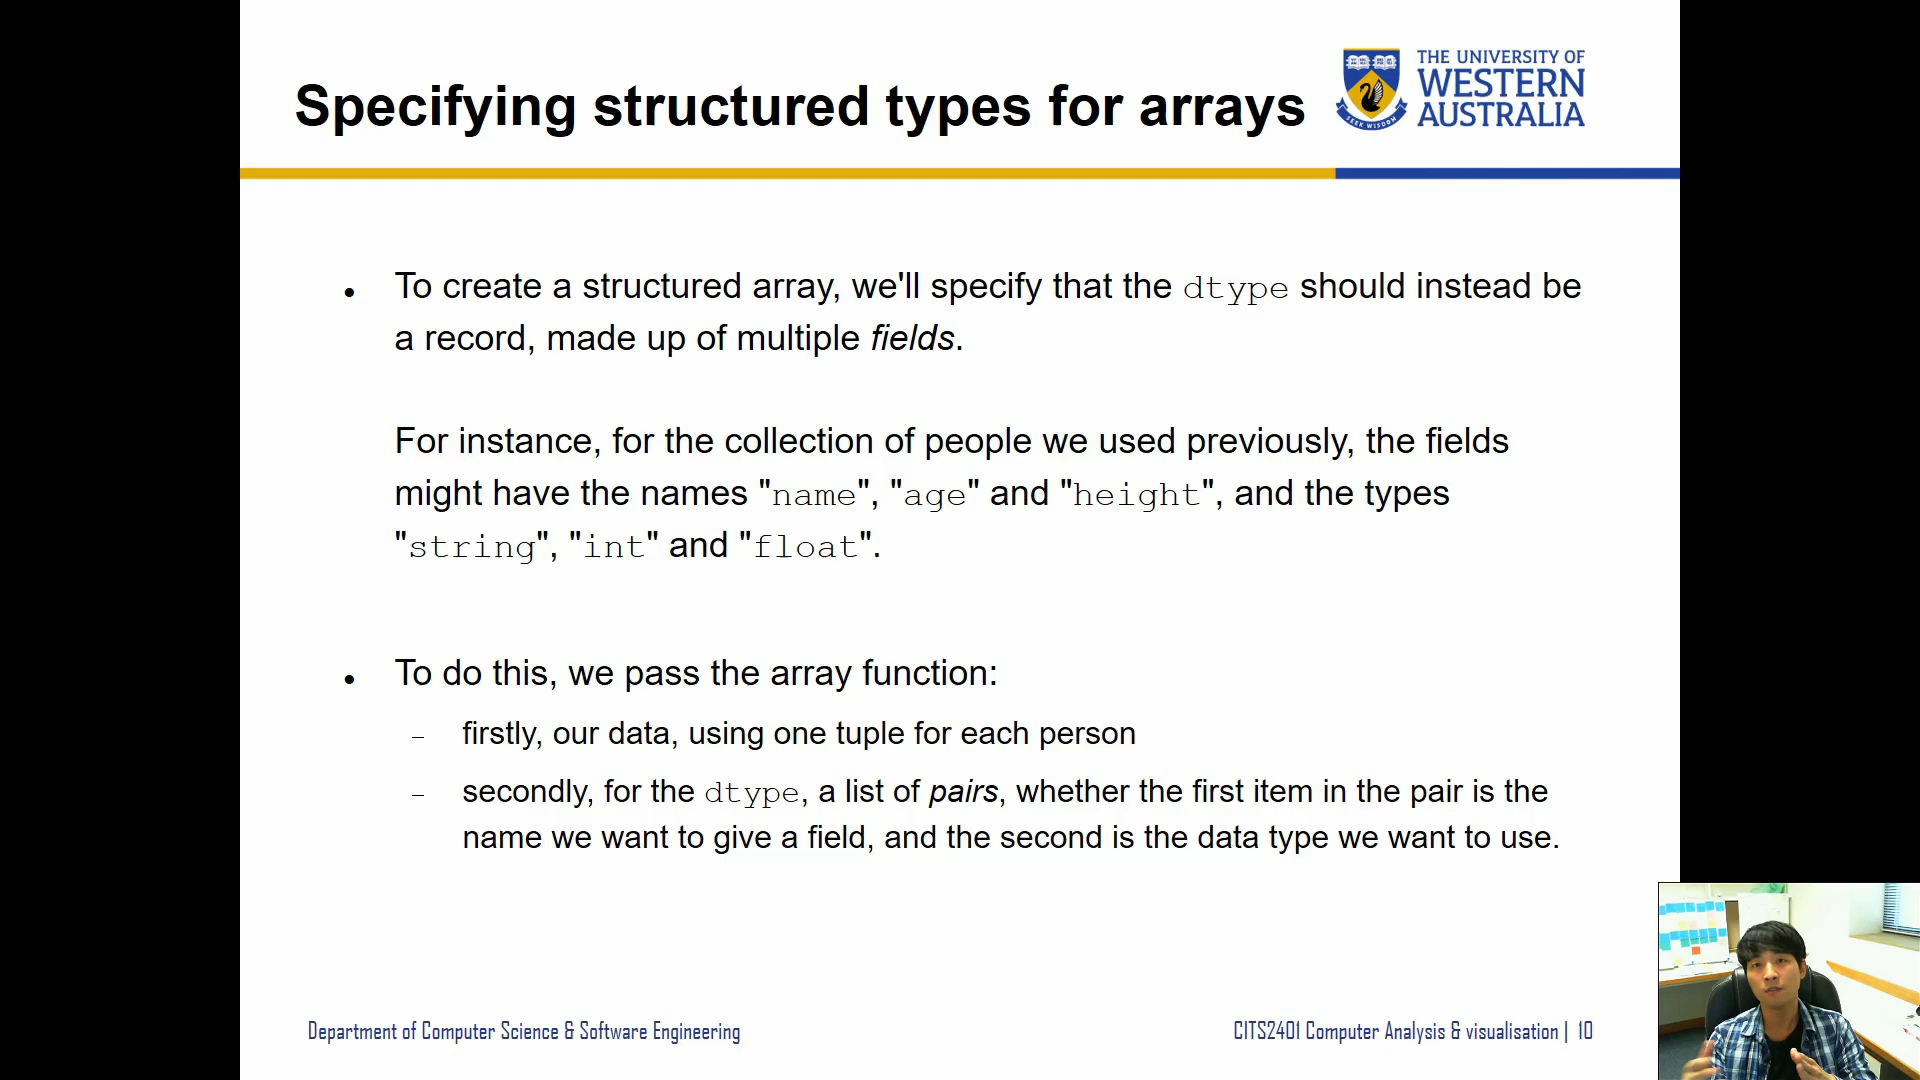 Specifying structured types for arrays
THE UNIVERSITY OF
WESTERN
AUSTRALIA
SEEK WISDOM
• To create a structured array, we'll specify that the dtype should instead be
a record, made up of multiple fields.
For instance, for the collection of people we used previously, the fields
might have the names "name", "age" and "height", and the types
"string", "int" and "float".
• To do this, we pass the array function:
– firstly, our data, using one tuple for each person
– secondly, for the dtype, a list of pairs, whether the first item in the pair is the
name we want to give a field, and the second is the data type we want to use.
Department of Computer Science & Software Engineering
CITS2401 Computer Analysis & visualisation | 10